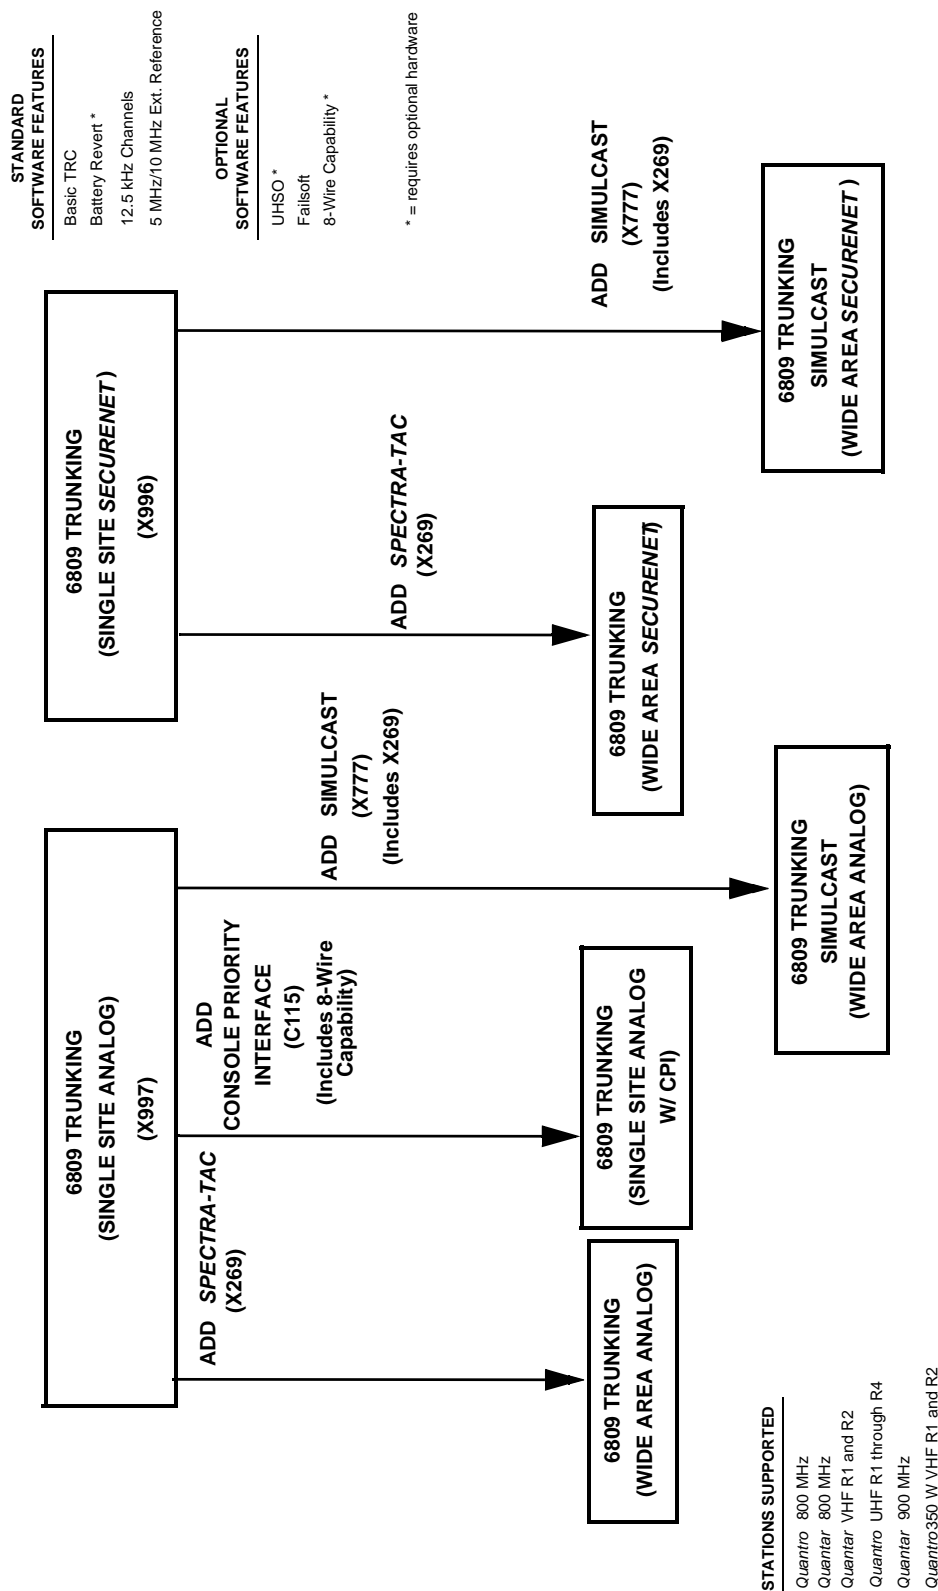 6809 TRUNKING
(SINGLE SITE ANALOG)
(X997)
6809 TRUNKING
(SINGLE SITE SECURENET)
(X996)
STANDARD
SOFTWARE FEATURES
Basic TRC
Battery Revert *
12.5 kHz Channels
5 MHz/10 MHz Ext. Reference
OPTIONAL
SOFTWARE FEATURES
UHSO *
Failsoft
8-Wire Capability *
* = requires optional hardware
ADD SPECTRA-TAC
(X269)
ADD
CONSOLE PRIORITY
INTERFACE
(C115)
(Includes 8-Wire
Capability)
ADD SIMULCAST
(X777)
(Includes X269)
ADD SPECTRA-TAC
(X269)
ADD SIMULCAST
(X777)
(Includes X269)
6809 TRUNKING
(WIDE AREA ANALOG)
6809 TRUNKING
(SINGLE SITE ANALOG
W/ CPI)
6809 TRUNKING
SIMULCAST
(WIDE AREA ANALOG)
6809 TRUNKING
(WIDE AREA SECURENET)
6809 TRUNKING
SIMULCAST
(WIDE AREA SECURENET)
STATIONS SUPPORTED
Quantro 800 MHz
Quantar 800 MHz
Quantar VHF R1 and R2
Quantro UHF R1 through R4
Quantar 900 MHz
Quantro 350 W VHF R1 and R2